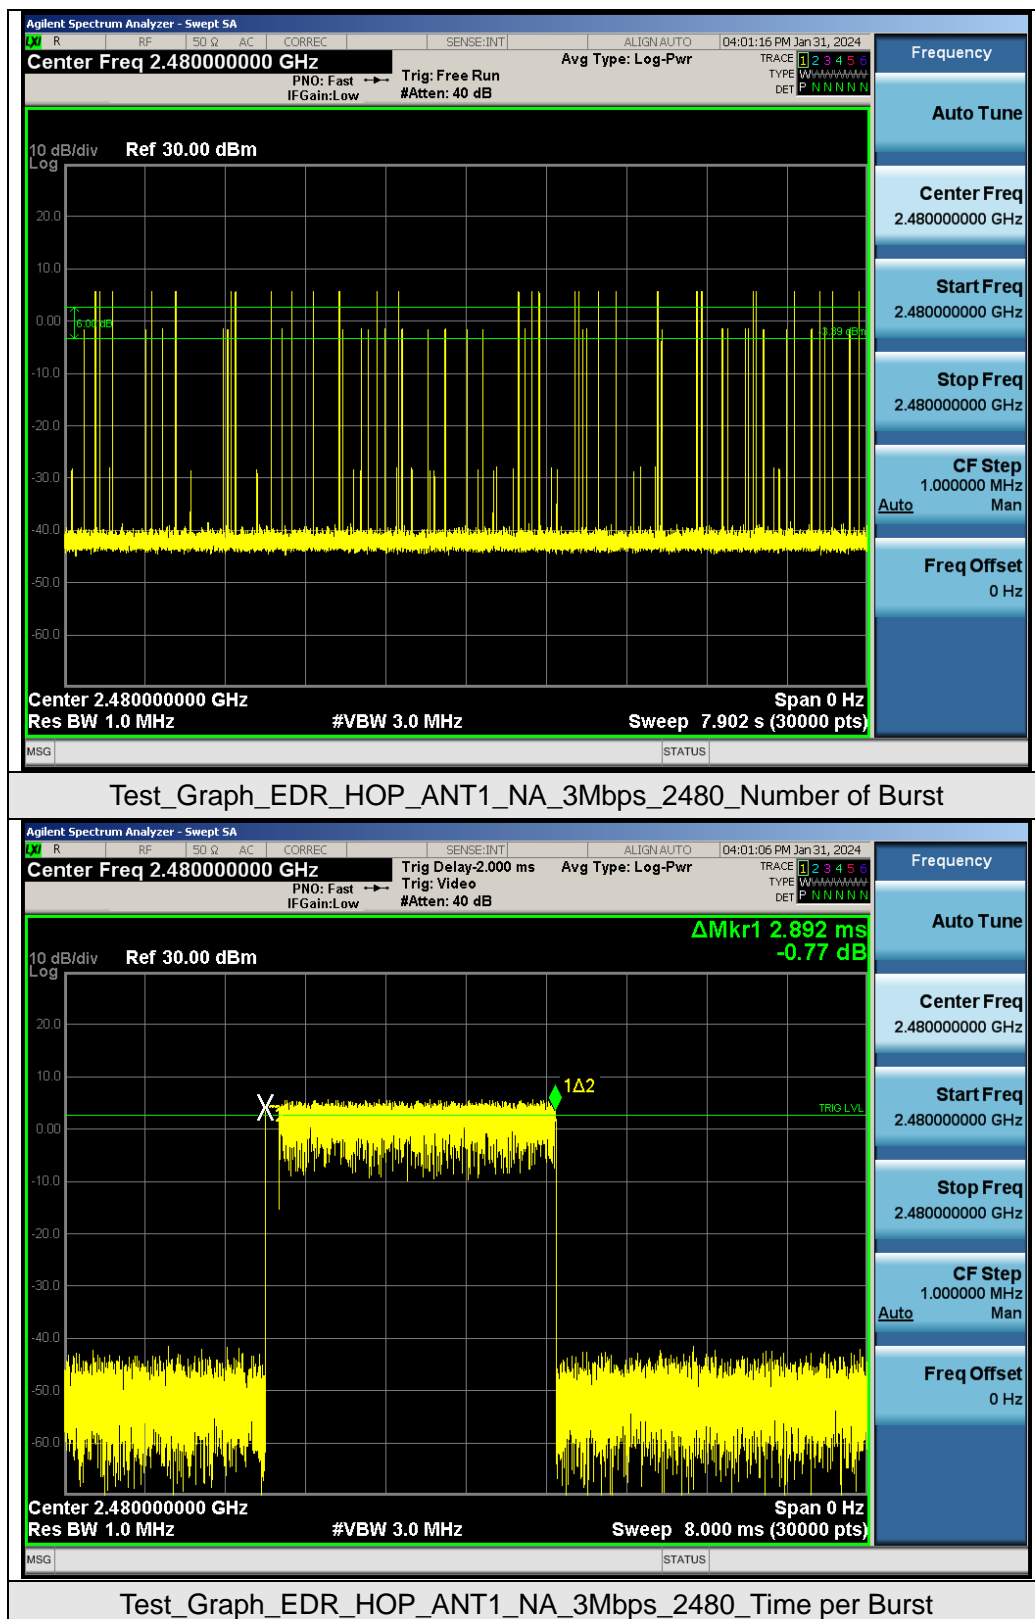 Agilent Spectrum Analyzer - Swept SA
LXI R RF 50 Ω AC CORREC SENSE:INT ALIGN AUTO 04:01:16 PM Jan 31, 2024
Center Freq 2.480000000 GHz Avg Type: Log-Pwr TRACE 1 2 3 4 5 6
PNO: Fast Trig: Free Run TYPE W
IFGain:Low #Atten: 40 dB DET P N N N N N
Frequency
Auto Tune
Center Freq
2.480000000 GHz
Start Freq
2.480000000 GHz
Stop Freq
2.480000000 GHz
CF Step
1.000000 MHz
Auto Man
Freq Offset
0 Hz
10 dB/div Ref 30.00 dBm
Log
20.0
10.0
0.00
6.00 dB
-3.39 dBm
-10.0
-20.0
-30.0
-40.0
-50.0
-60.0
Center 2.480000000 GHz Span 0 Hz
Res BW 1.0 MHz #VBW 3.0 MHz Sweep 7.902 s (30000 pts)
MSG STATUS
Test_Graph_EDR_HOP_ANT1_NA_3Mbps_2480_Number of Burst
Agilent Spectrum Analyzer - Swept SA
LXI R RF 50 Ω AC CORREC SENSE:INT ALIGN AUTO 04:01:06 PM Jan 31, 2024
Center Freq 2.480000000 GHz Trig Delay-2.000 ms Avg Type: Log-Pwr TRACE 1 2 3 4 5 6
PNO: Fast Trig: Video TYPE W
IFGain:Low #Atten: 40 dB DET P N N N N N
Frequency
Auto Tune
Center Freq
2.480000000 GHz
Start Freq
2.480000000 GHz
Stop Freq
2.480000000 GHz
CF Step
1.000000 MHz
Auto Man
Freq Offset
0 Hz
ΔMkr1 2.892 ms
-0.77 dB
10 dB/div Ref 30.00 dBm
Log
20.0
10.0
1Δ2
TRIG LVL
0.00
-10.0
-20.0
-30.0
-40.0
-50.0
-60.0
Center 2.480000000 GHz Span 0 Hz
Res BW 1.0 MHz #VBW 3.0 MHz Sweep 8.000 ms (30000 pts)
MSG STATUS
Test_Graph_EDR_HOP_ANT1_NA_3Mbps_2480_Time per Burst